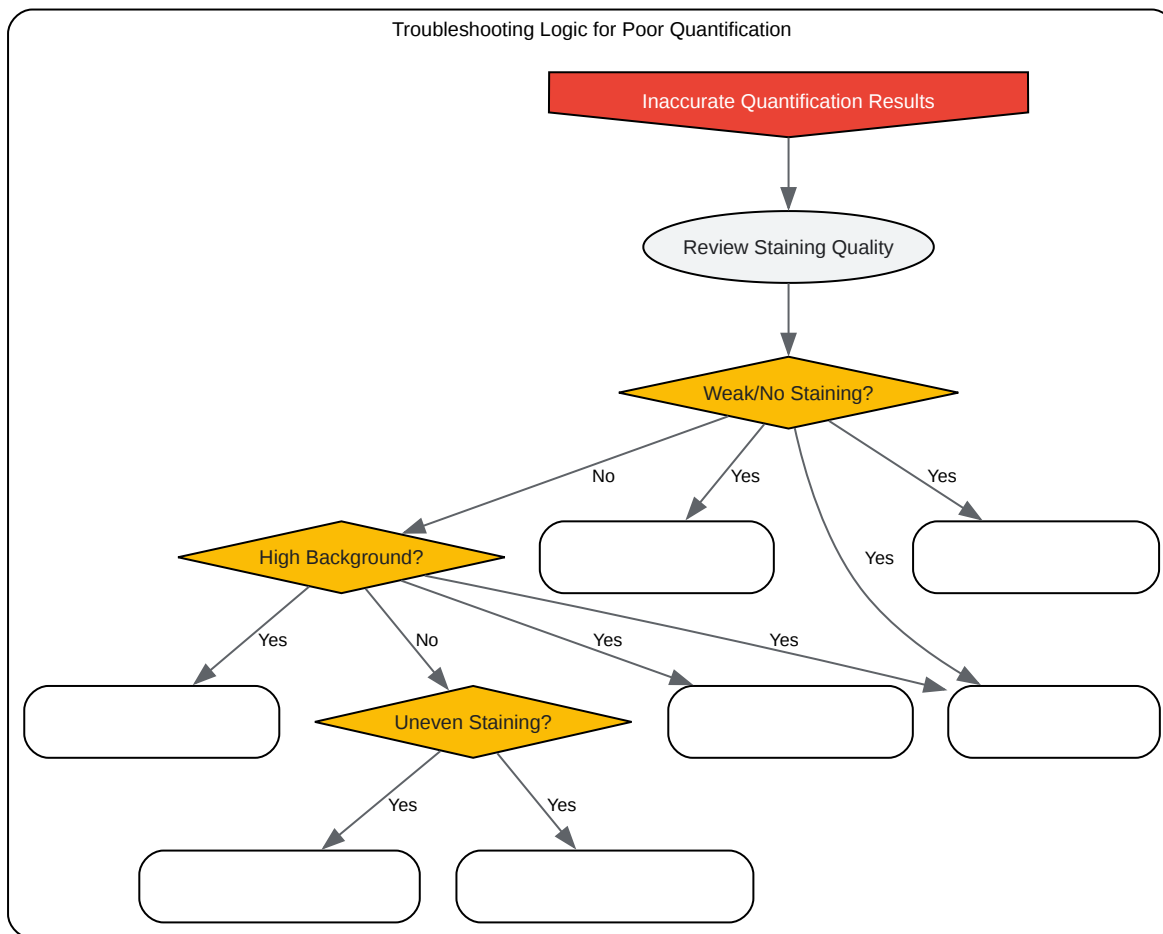 Troubleshooting Logic for Poor Quantification
Inaccurate Quantification Results
Review Staining Quality
Weak/No Staining?
No
Yes
Yes
Yes
High Background?
Yes
No
Yes
Yes
Uneven Staining?
Yes
Yes